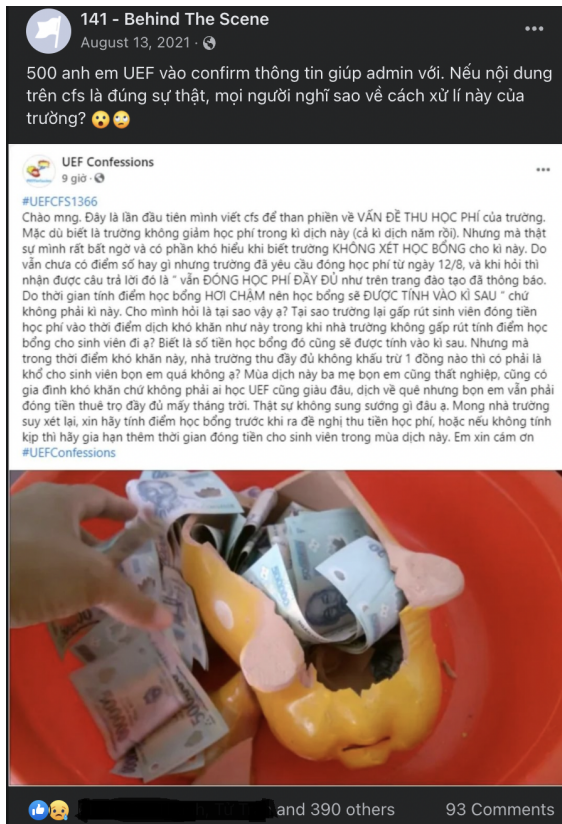 141 - Behind The Scene
August 13, 2021 ·
500 anh em UEF vào confirm thông tin giúp admin với. Nếu nội dung
trên cfs là đúng sự thật, mọi người nghĩ sao về cách xử lí này của
trường? 😮🙄
UEF Confessions
9 giờ ·
#UEFCFS1366
Chào mng. Đây là lần đầu tiên mình viết cfs để than phiền về VẤN ĐỀ THU HỌC PHÍ của trường.
Mặc dù biết là trường không giảm học phí trong kì dịch này (cả kì dịch năm rồi). Nhưng mà thật
sự mình rất bất ngờ và có phần khó hiểu khi biết trường KHÔNG XÉT HỌC BỔNG cho kì này. Do
vẫn chưa có điểm số hay gì nhưng trường đã yêu cầu đóng học phí từ ngày 12/8, và khi hỏi thì
nhận được câu trả lời đó là " vẫn ĐÓNG HỌC PHÍ ĐẦY ĐỦ như trên trang đào tạo đã thông báo.
Do thời gian tính điểm học bổng HƠI CHẬM nên học bổng sẽ ĐƯỢC TÍNH VÀO KÌ SAU " chứ
không phải kì này. Cho mình hỏi là tại sao vậy ạ? Tại sao trường lại gấp rút sinh viên đóng tiền
học phí vào thời điểm dịch khó khăn như này trong khi nhà trường không gấp rút tính điểm học
bổng cho sinh viên đi ạ? Biết là số tiền học bổng đó cũng sẽ được tính vào kì sau. Nhưng mà
trong thời điểm khó khăn này, nhà trường thu đầy đủ không khấu trừ 1 đồng nào thì có phải là
khổ cho sinh viên bọn em quá không ạ? Mùa dịch này ba mẹ bọn em cũng thất nghiệp, cũng có
gia đình khó khăn chứ không phải ai học UEF cũng giàu đâu, dịch về quê nhưng bọn em vẫn phải
đóng tiền thuê trọ đầy đủ mấy tháng trời. Thật sự không sung sướng gì đâu ạ. Mong nhà trường
suy xét lại, xin hãy tính điểm học bổng trước khi ra đề nghị thu tiền học phí, hoặc nếu không tính
kịp thì hãy gia hạn thêm thời gian đóng tiền cho sinh viên trong mùa dịch này. Em xin cám ơn
#UEFConfessions
and 390 others
93 Comments